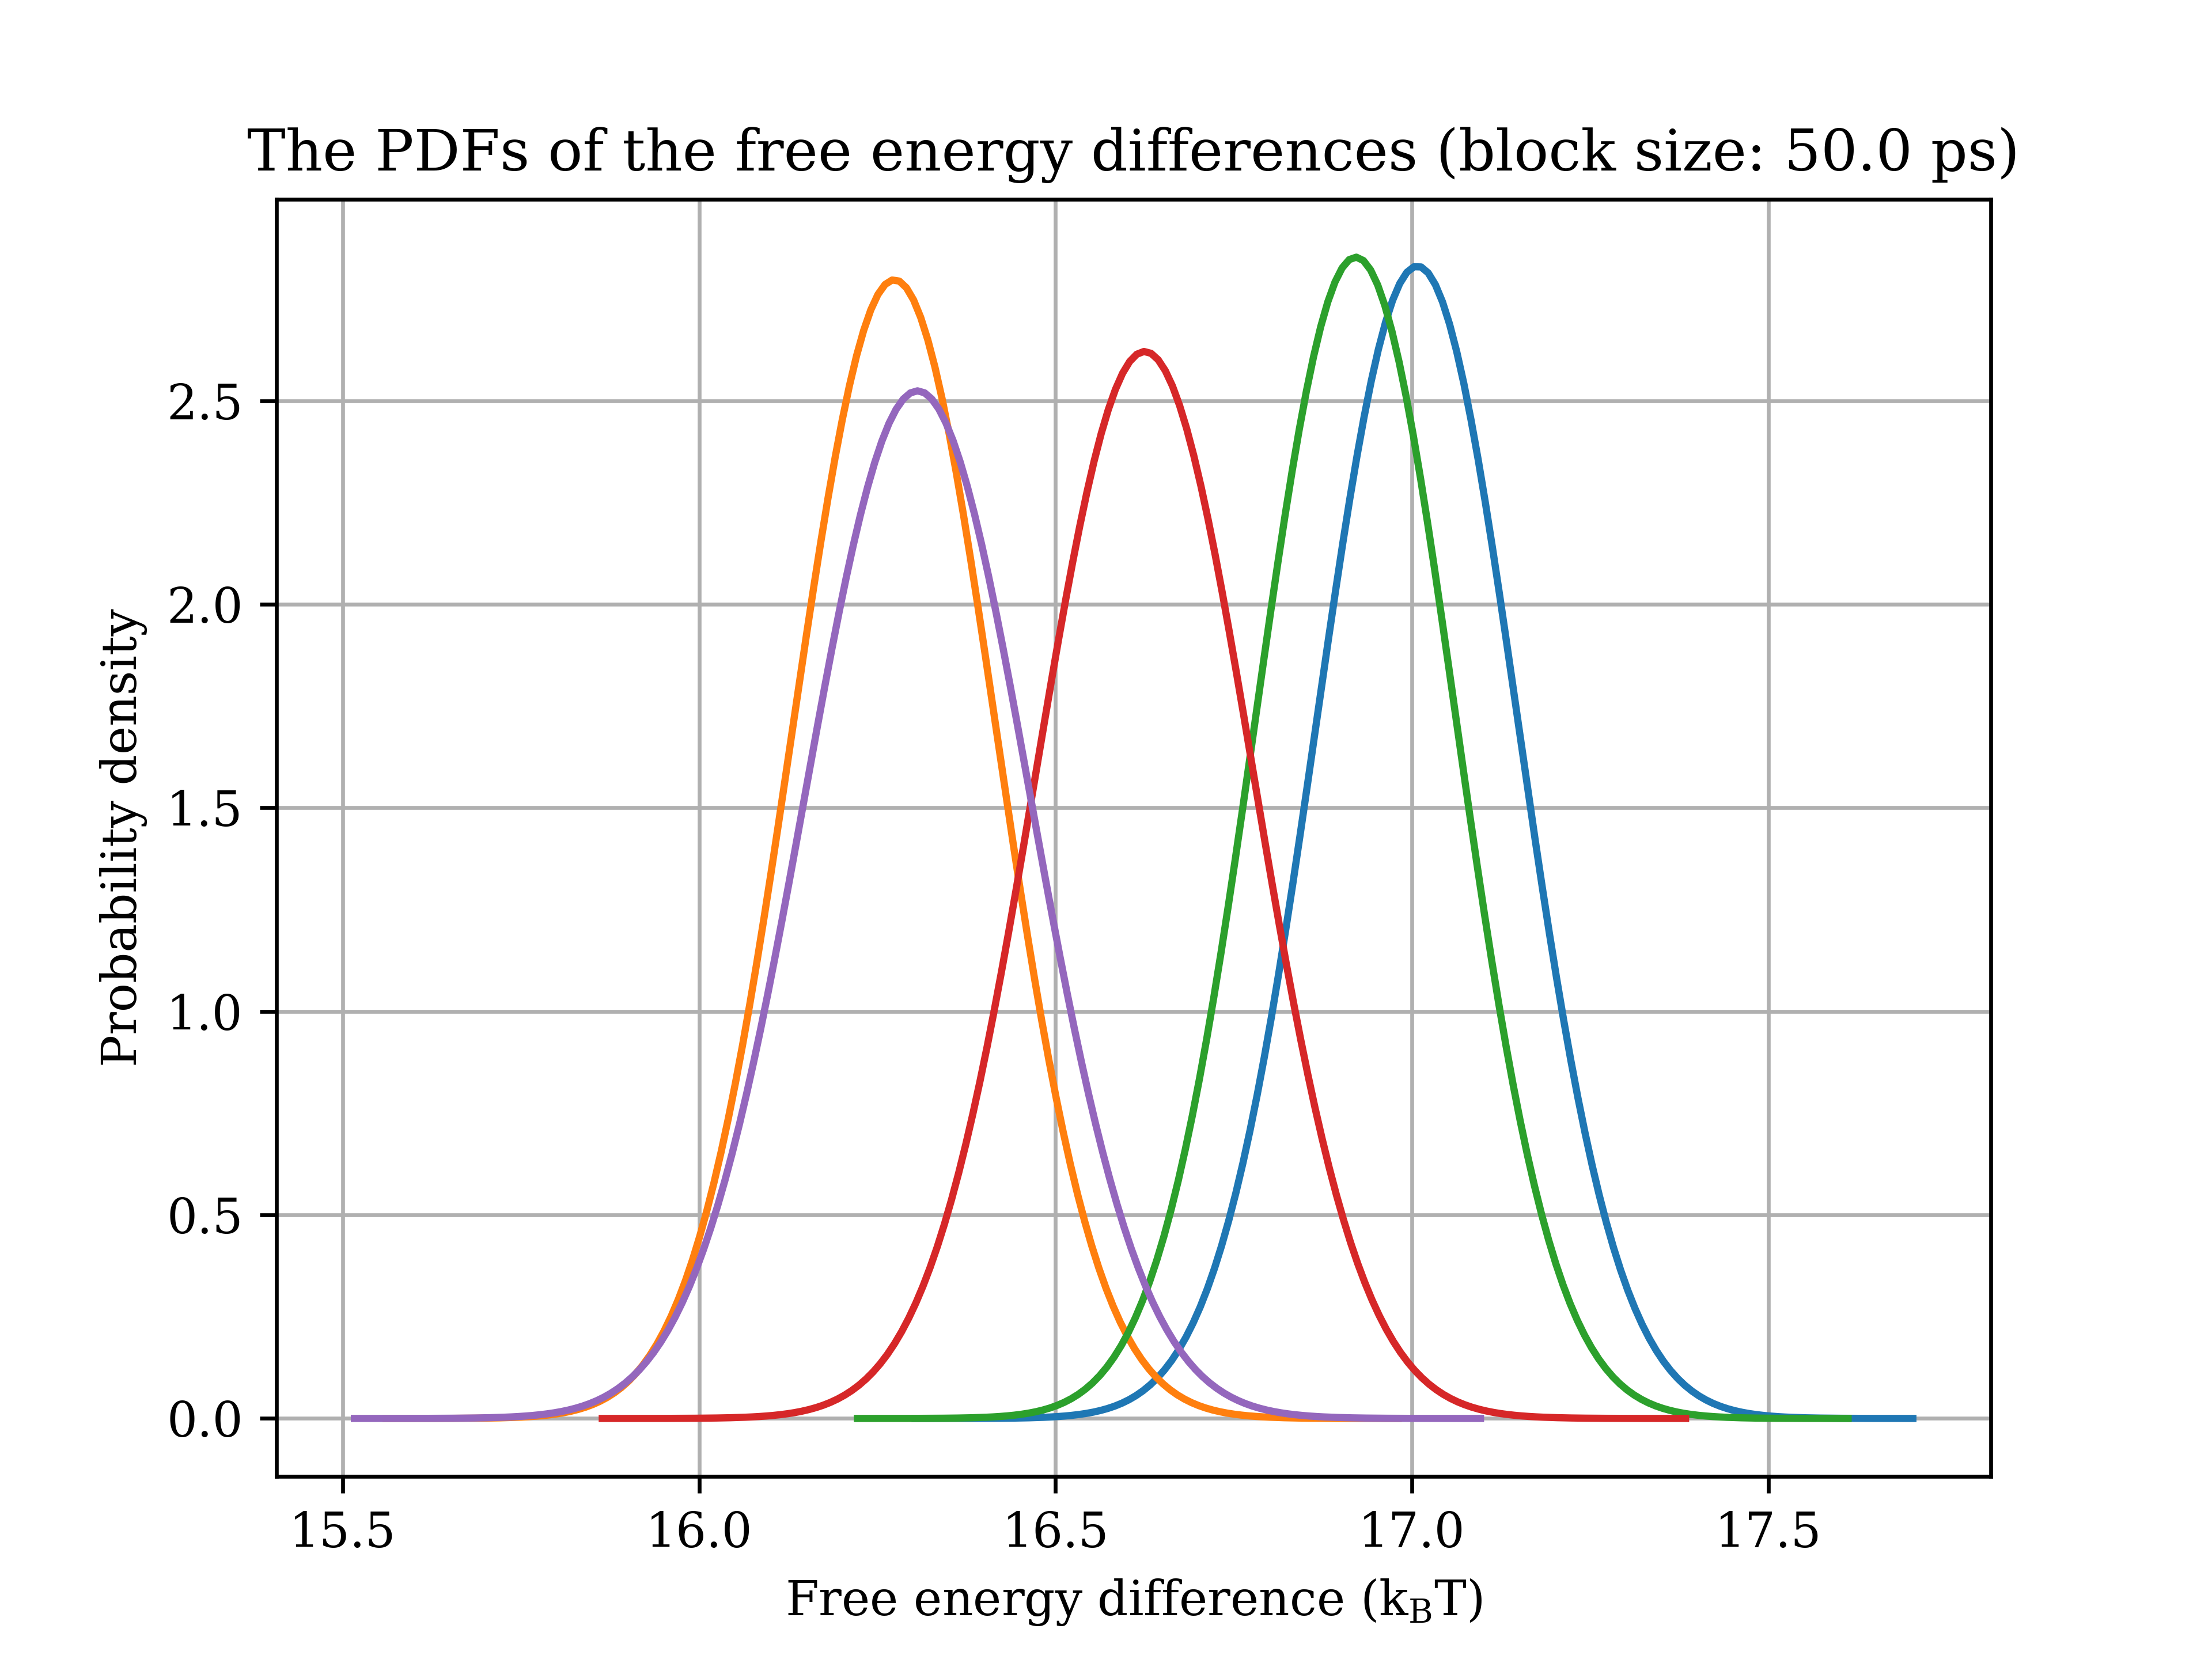 The PDFs of the free energy differences (block size: 50.0 ps)
Probability density
2.5
2.0
1.5
1.0
0.5
0.0
15.5 16.0 16.5 17.0 17.5
Free energy difference (k_BT)